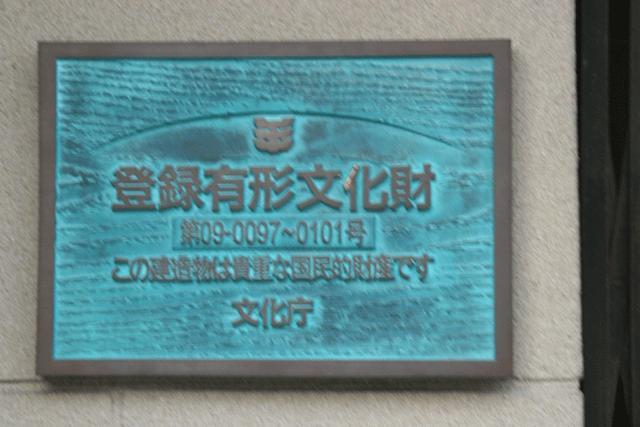 登録有形文化財
第09-0097~0101号
この建造物は貴重な国民的財産です
文化庁